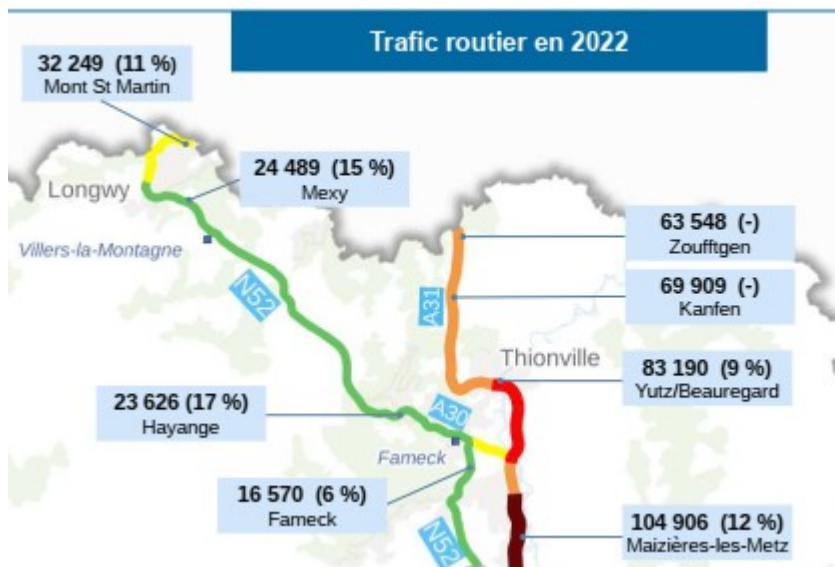 Trafic routier en 2022
32 249 (11 %)
Mont St Martin
24 489 (15 %)
Mexy
Longwy
Villers-la-Montagne
63 548 (-)
Zoufftgen
N52
A31
69 909 (-)
Kanfen
Thionville
83 190 (9 %)
Yutz/Beauregard
23 626 (17 %)
Hayange
A30
Fameck
16 570 (6 %)
Fameck
104 906 (12 %)
Maizières-les-Metz
N52